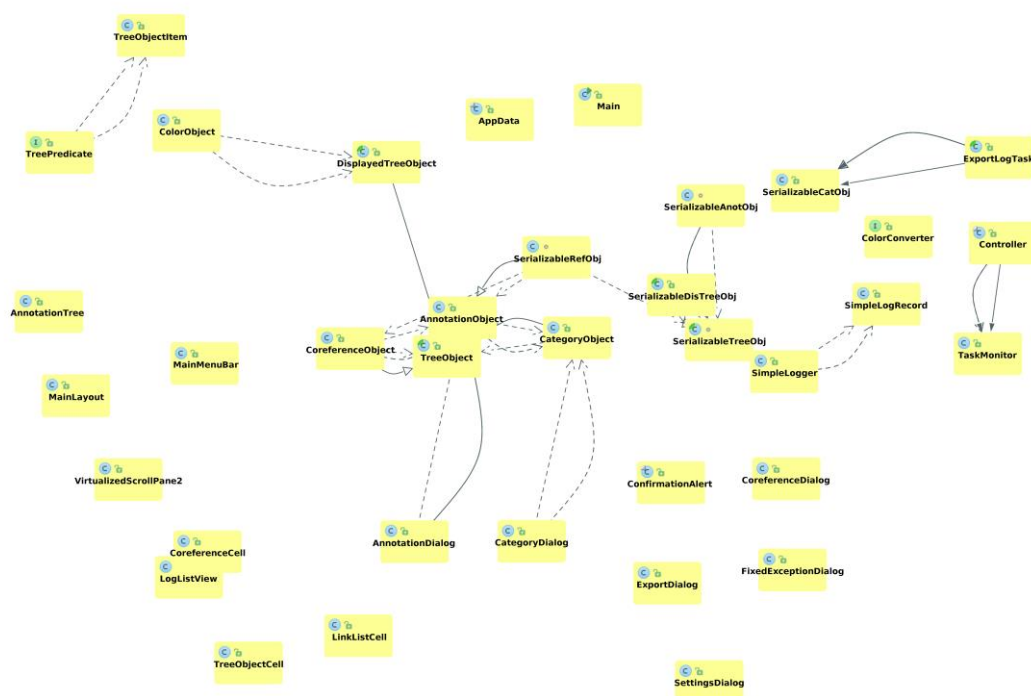 TreeObjectItem
AppData
Main
TreePredicate
ColorObject
DisplayedTreeObject
ExportLogTask
SerializableCatObj
SerializableAnotObj
ColorConverter
Controller
SerializableRefObj
SerializableDisTreeObj
SimpleLogRecord
AnnotationTree
AnnotationObject
CategoryObject
SerializableTreeObj
CoreferenceObject
TreeObject
MainMenuBar
SimpleLogger
TaskMonitor
MainLayout
VirtualizedScrollPane2
ConfirmationAlert
CoreferenceDialog
AnnotationDialog
CategoryDialog
CoreferenceCell
LogListView
ExportDialog
FixedExceptionDialog
LinkListCell
TreeObjectCell
SettingsDialog